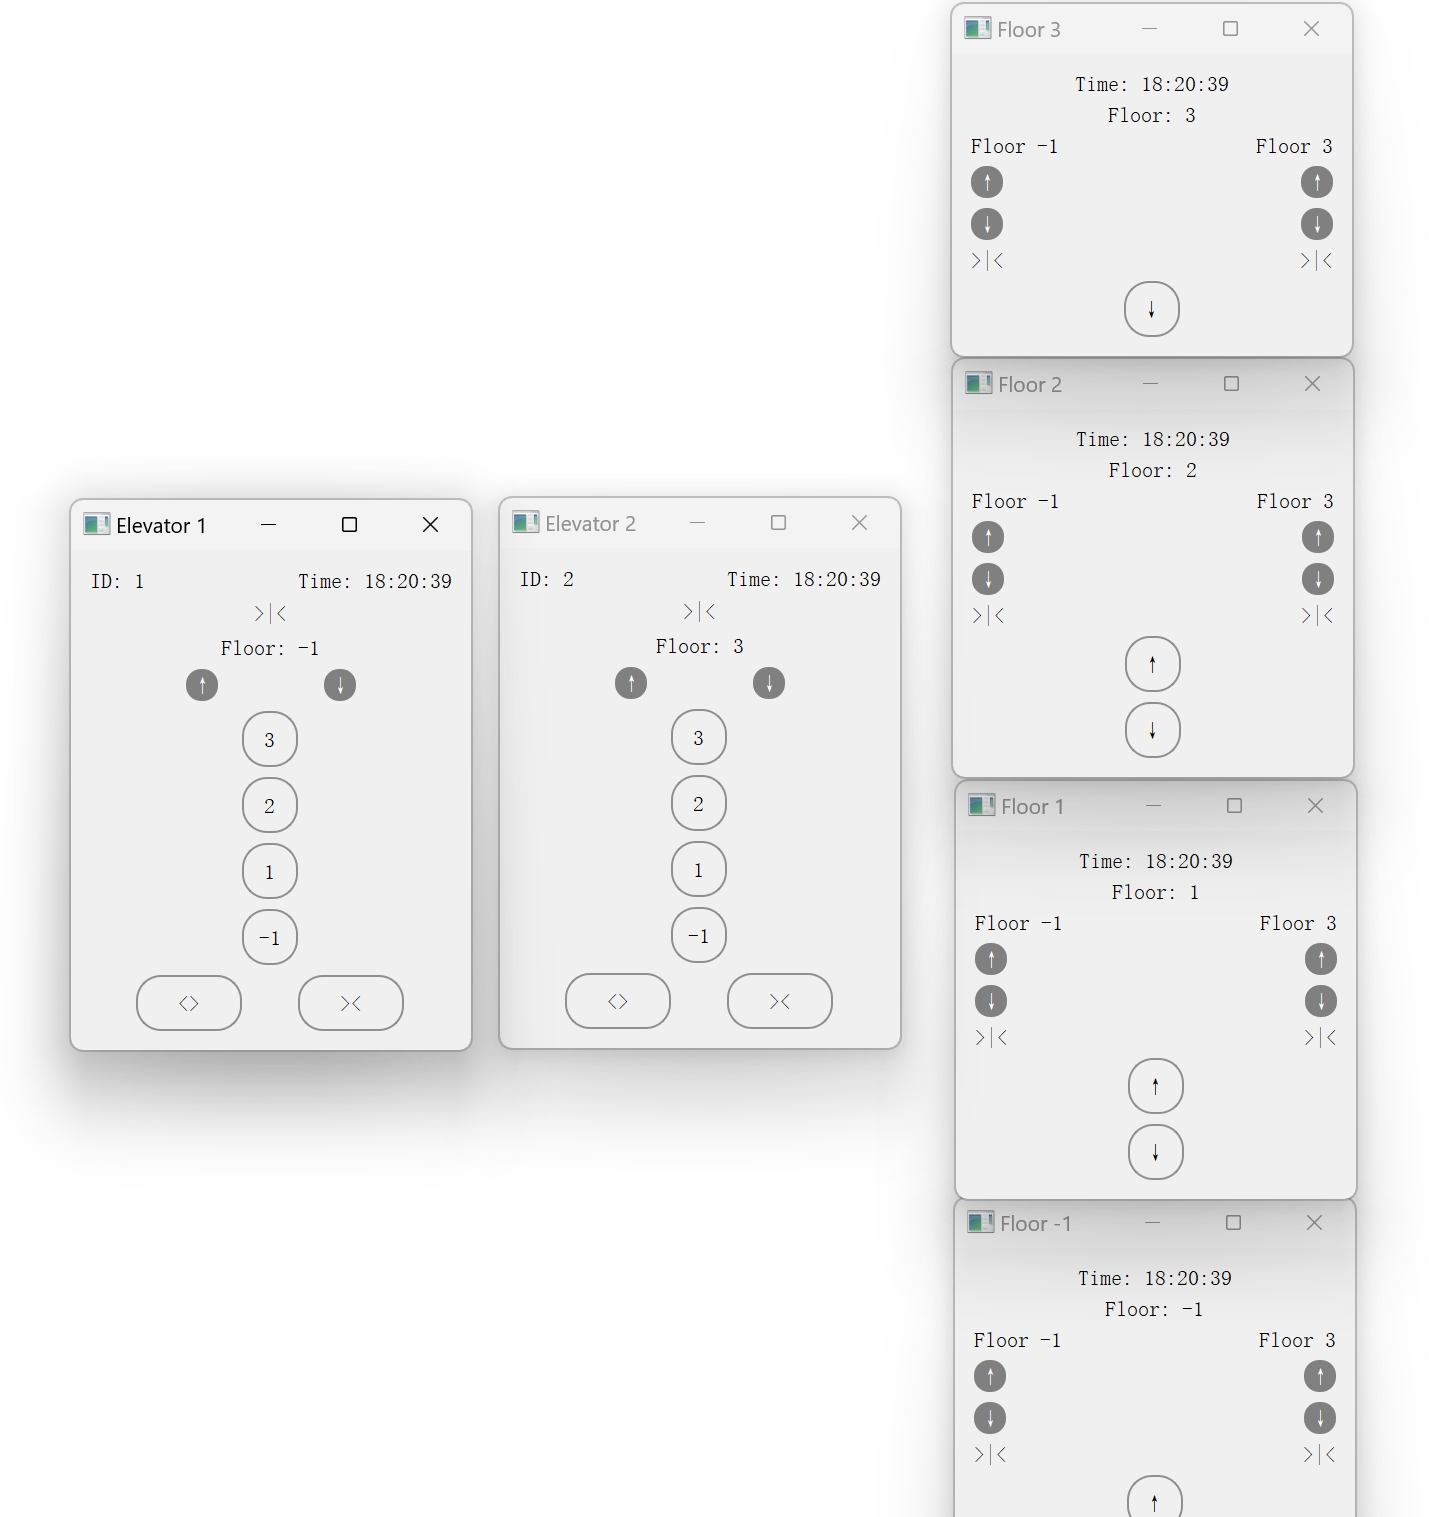 Elevator 1
ID: 1 Time: 18:20:39
>|<
Floor: -1
↑ ↓
3
2
1
-1
<> ><
Elevator 2
ID: 2 Time: 18:20:39
>|<
Floor: 3
↑ ↓
3
2
1
-1
<> ><
Floor 3
Time: 18:20:39
Floor: 3
Floor -1 Floor 3
↑ ↑
↓ ↓
>|< >|<
↓
Floor 2
Time: 18:20:39
Floor: 2
Floor -1 Floor 3
↑ ↑
↓ ↓
>|< >|<
↑
↓
Floor 1
Time: 18:20:39
Floor: 1
Floor -1 Floor 3
↑ ↑
↓ ↓
>|< >|<
↑
↓
Floor -1
Time: 18:20:39
Floor: -1
Floor -1 Floor 3
↑ ↑
↓ ↓
>|< >|<
↑